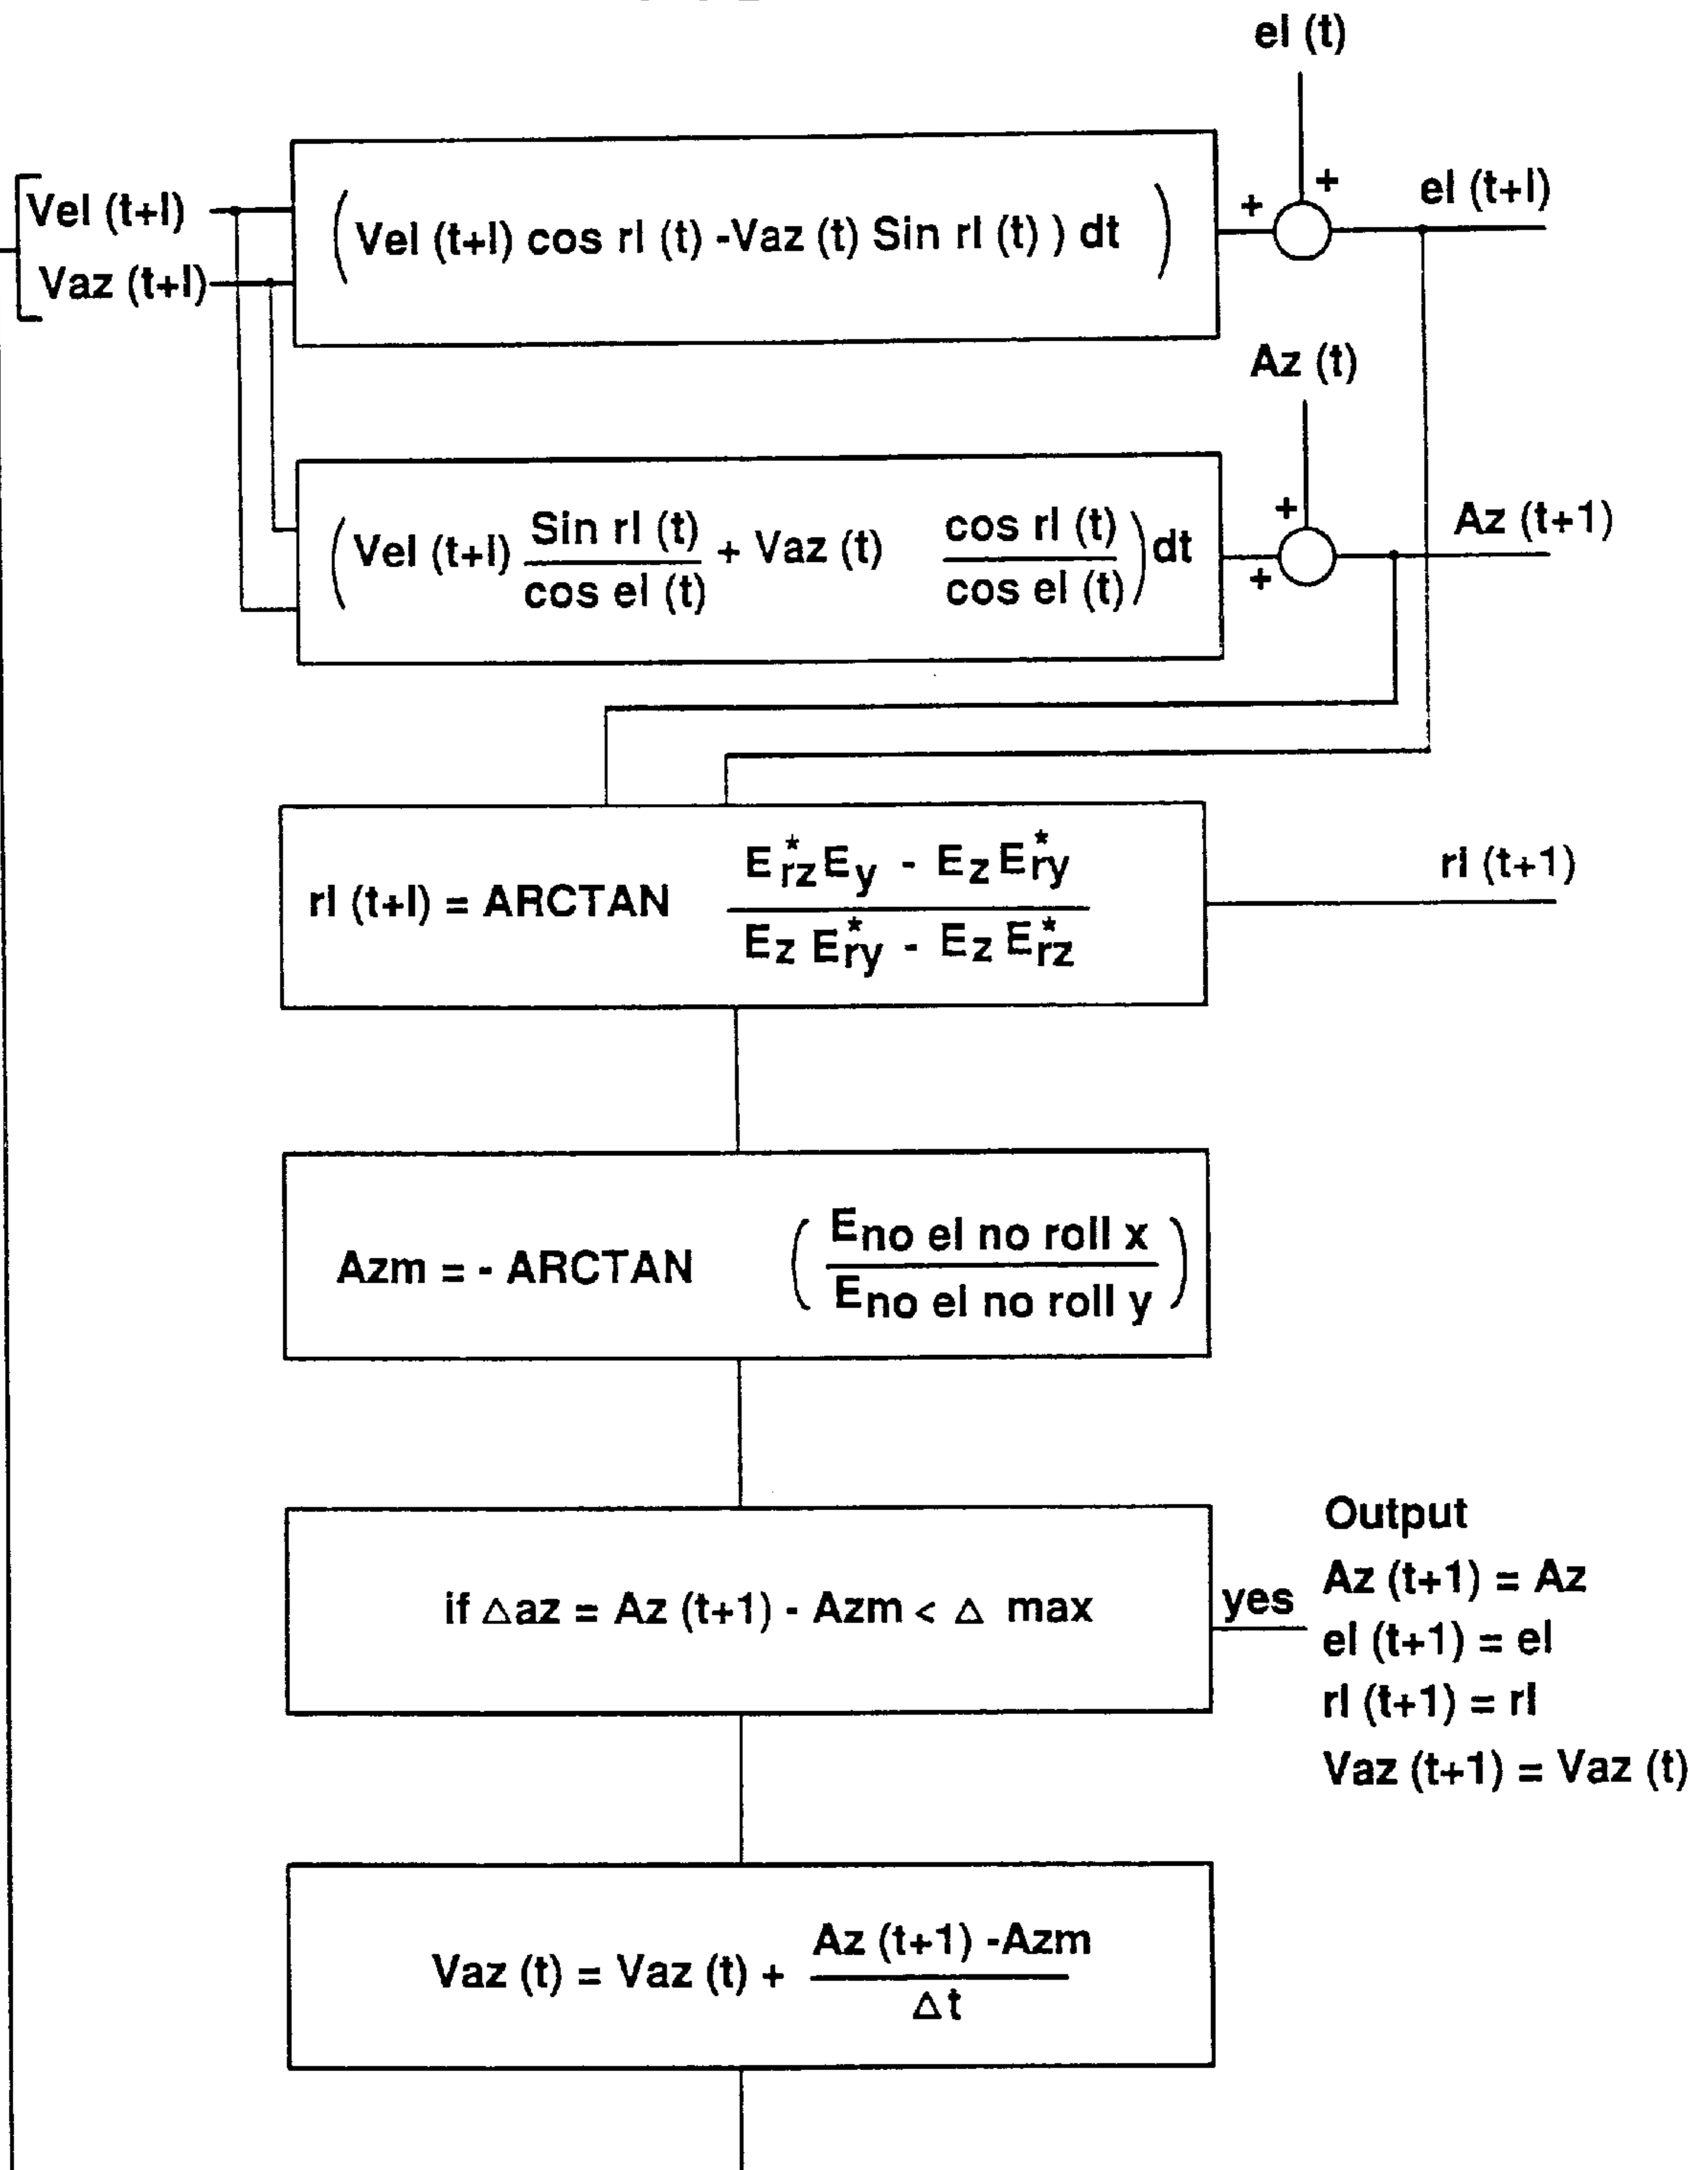 el (t)
Vel (t+l)
Vaz (t+l)
( Vel (t+l) cos rl (t) -Vaz (t) Sin rl (t) ) dt )
+
+
el (t+l)
Az (t)
( Vel (t+l) Sin rl (t) / cos el (t) + Vaz (t) cos rl (t) / cos el (t) ) dt
+
+
Az (t+1)
rl (t+l) = ARCTAN E*rz Ey - Ez E*ry / Ez E*ry - Ez E*rz
rl (t+1)
Azm = - ARCTAN ( Eno el no roll x / Eno el no roll y )
if △az = Az (t+1) - Azm < △ max
yes
Output
Az (t+1) = Az
el (t+1) = el
rl (t+1) = rl
Vaz (t+1) = Vaz (t)
Vaz (t) = Vaz (t) + Az (t+1) -Azm / △t